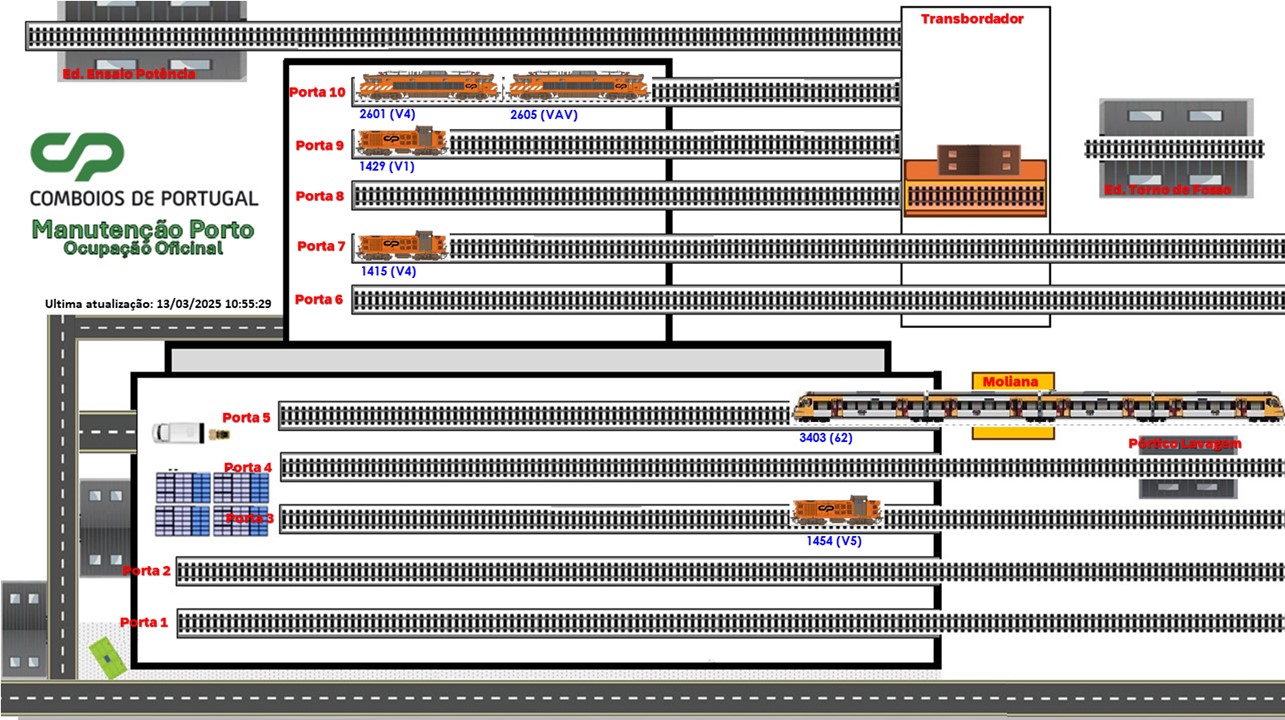 Transbordador
Ed. Ensaio Potência
Porta 10
2601 (V4)
2605 (VAV)
Porta 9
1429 (V1)
CP
COMBOIOS DE PORTUGAL
Manutenção Porto
Ocupação Oficinal
Porta 8
Ed. Torno de Fosso
Porta 7
1415 (V4)
Ultima atualização: 13/03/2025 10:55:29
Porta 6
Moliana
Porta 5
3403 (62)
Pórtico Lavagem
Porta 4
Porta 3
1454 (V5)
Porta 2
Porta 1